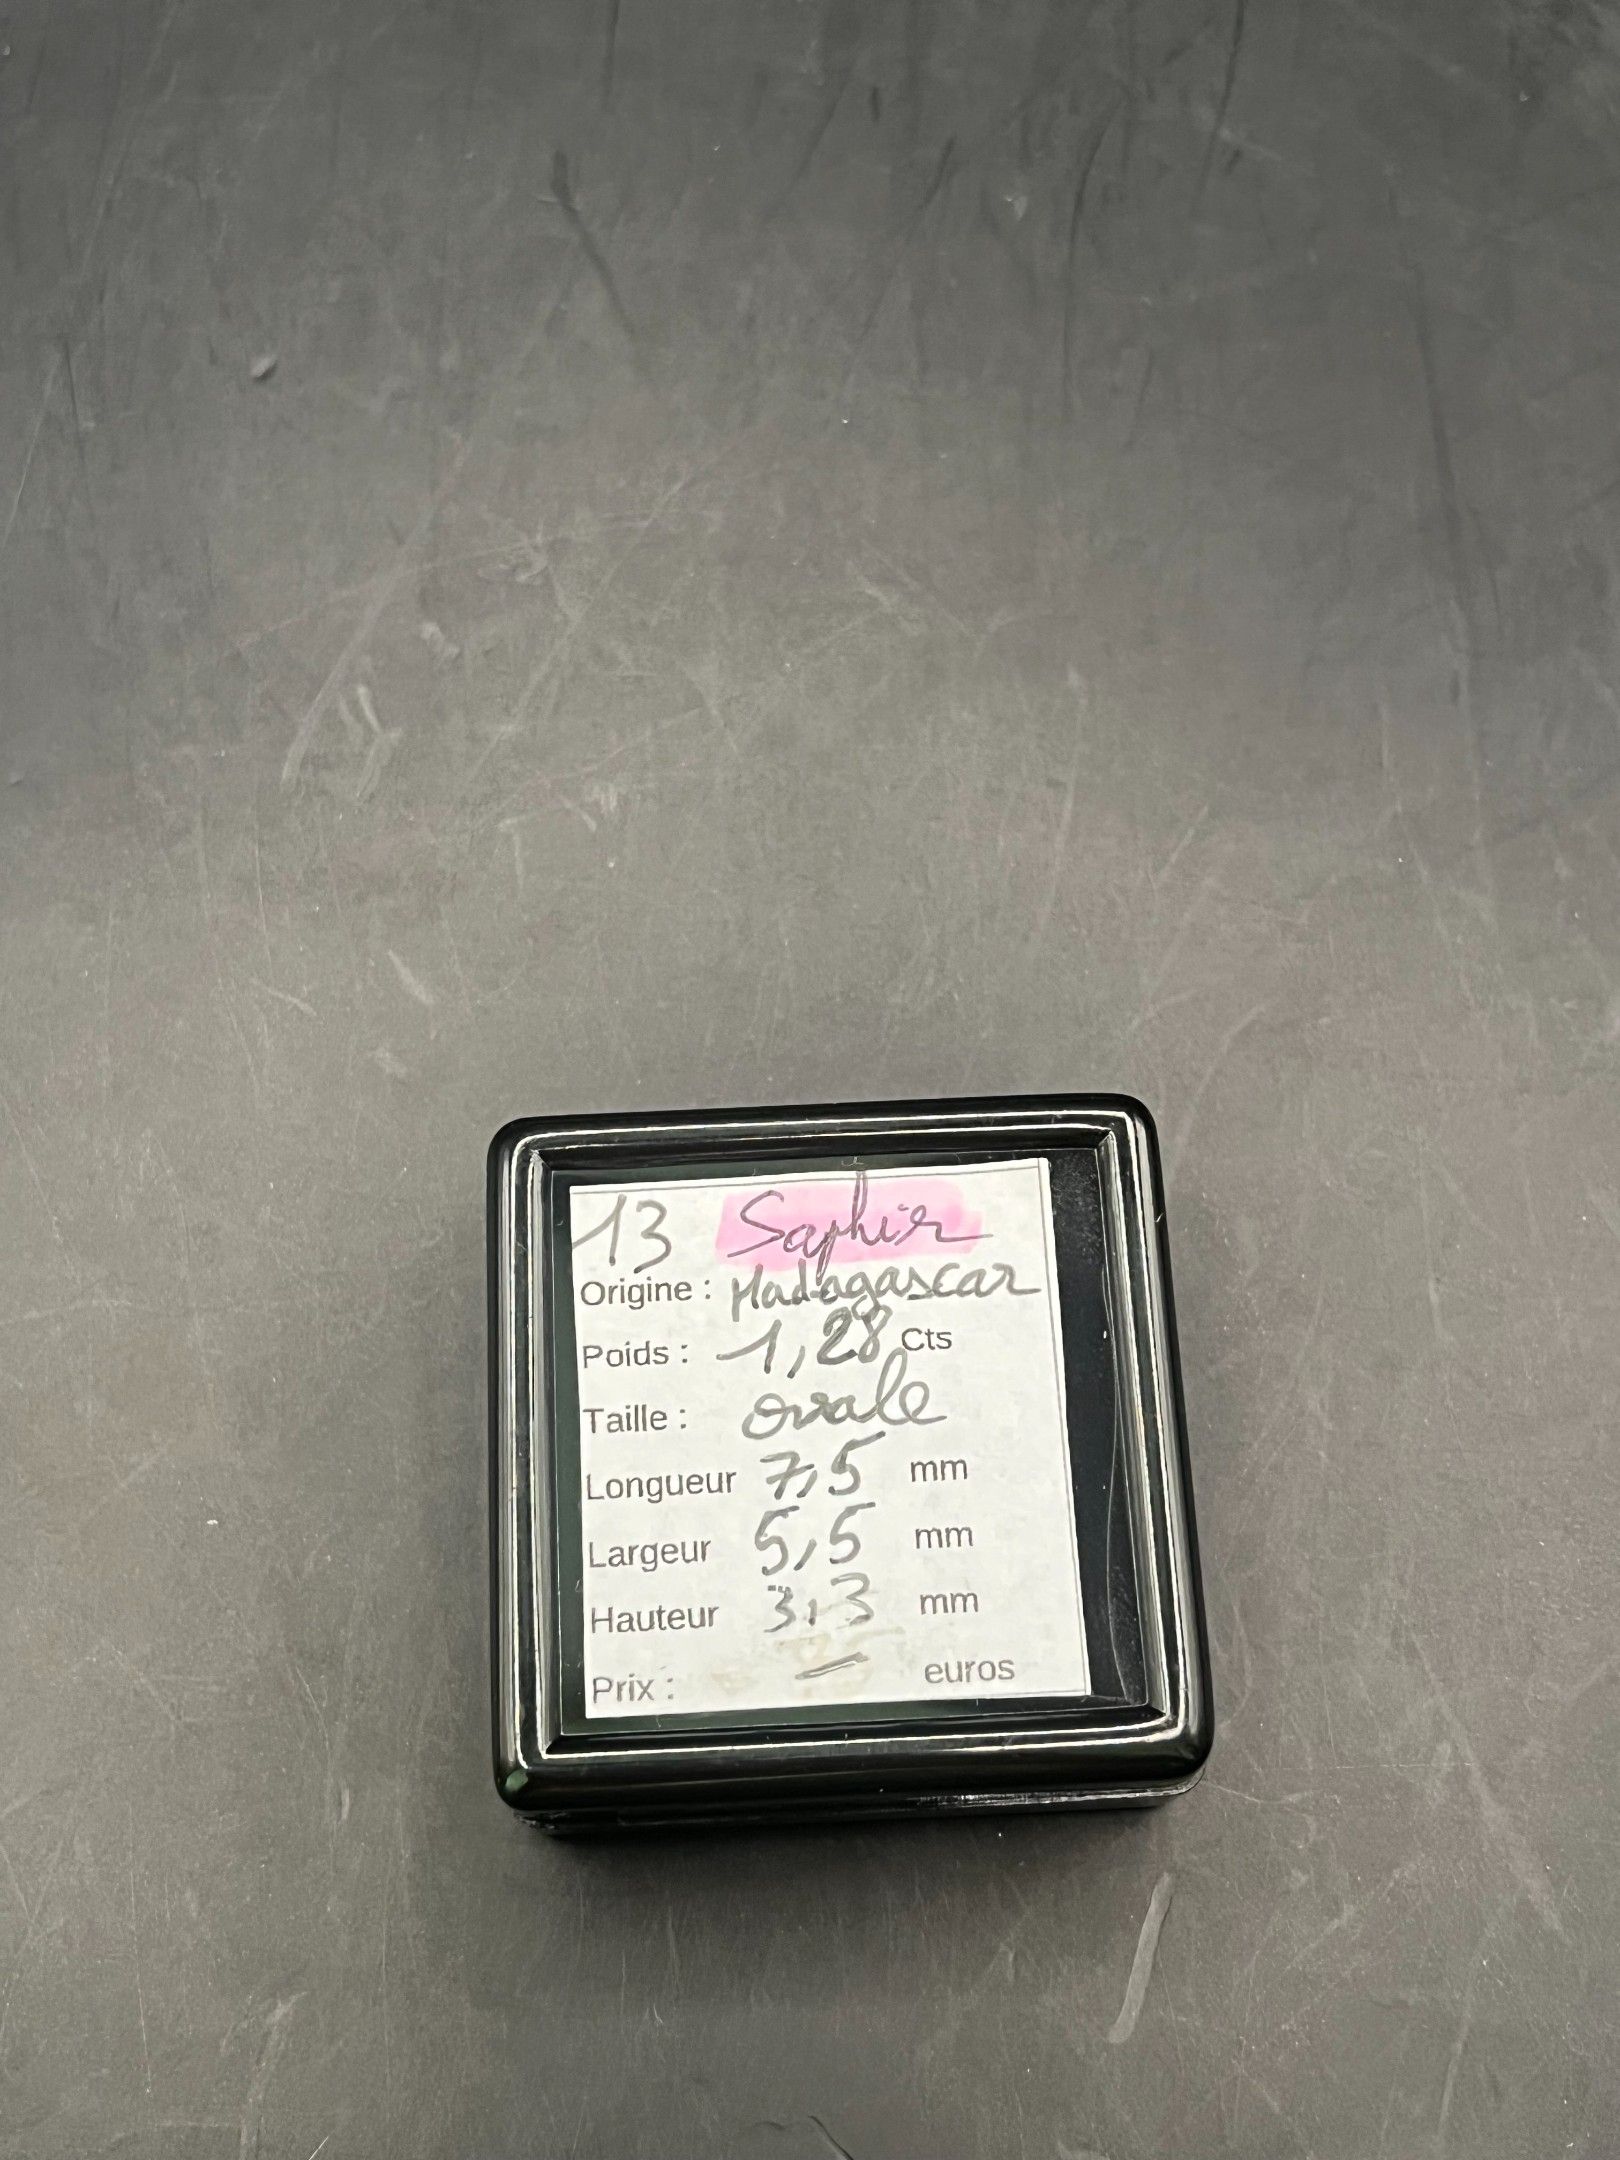 13 Saphir
Origine : Madagascar
Poids : 1,28 Cts
Taille : ovale
Longueur 7,5 mm
Largeur 5,5 mm
Hauteur 3,3 mm
Prix : — euros